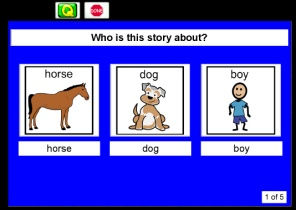 Who is this story about?
horse
dog
boy
horse
dog
boy
1 of 5